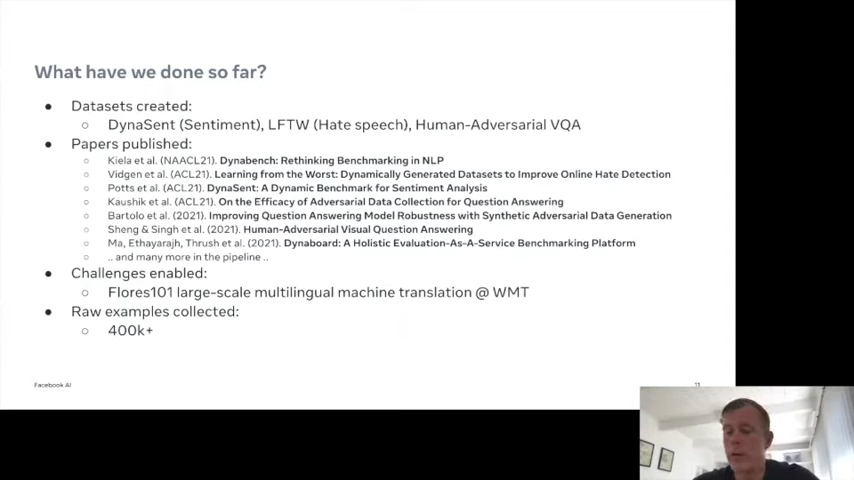 What have we done so far?
● Datasets created:
○ DynaSent (Sentiment), LFTW (Hate speech), Human-Adversarial VQA
● Papers published:
○ Kiela et al. (NAACL21). Dynabench: Rethinking Benchmarking in NLP
○ Vidgen et al. (ACL21). Learning from the Worst: Dynamically Generated Datasets to Improve Online Hate Detection
○ Potts et al. (ACL21). DynaSent: A Dynamic Benchmark for Sentiment Analysis
○ Kaushik et al. (ACL21). On the Efficacy of Adversarial Data Collection for Question Answering
○ Bartolo et al. (2021). Improving Question Answering Model Robustness with Synthetic Adversarial Data Generation
○ Sheng & Singh et al. (2021). Human-Adversarial Visual Question Answering
○ Ma, Ethayarajh, Thrush et al. (2021). Dynaboard: A Holistic Evaluation-As-A-Service Benchmarking Platform
○ .. and many more in the pipeline ..
● Challenges enabled:
○ Flores101 large-scale multilingual machine translation @ WMT
● Raw examples collected:
○ 400k+
Facebook AI
11